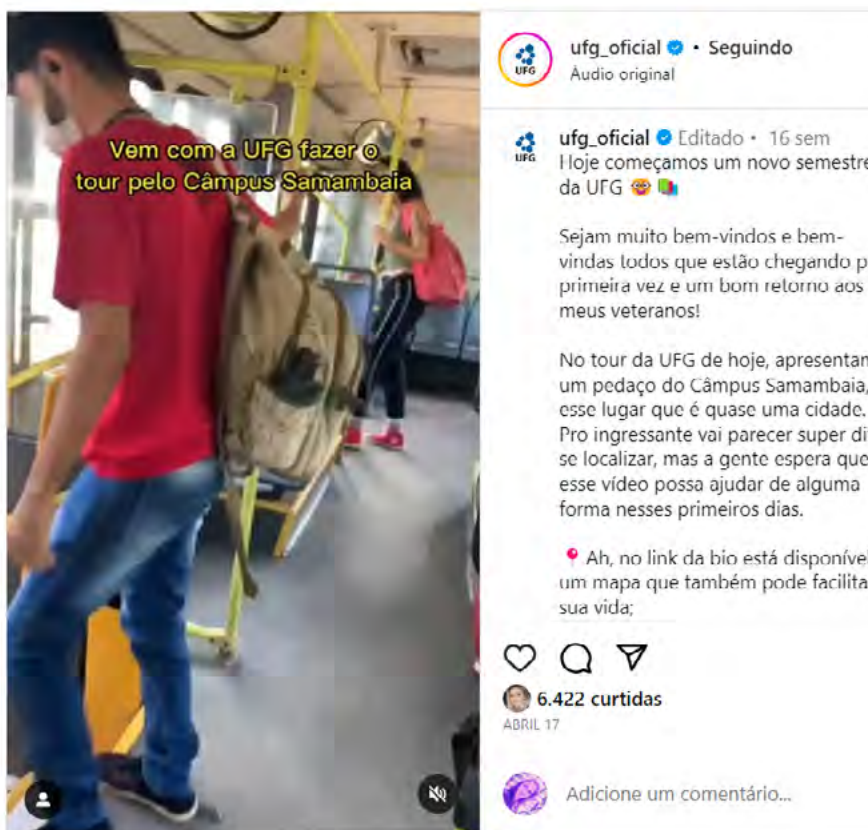 Vem com a UFG fazer o
tour pelo Câmpus Samambaia
ufg_oficial • Seguindo
Áudio original
UFG
ufg_oficial Editado • 16 sem
UFG
Hoje começamos um novo semestre
da UFG
Sejam muito bem-vindos e bem-
vindas todos que estão chegando p
primeira vez e um bom retorno aos
meus veteranos!
No tour da UFG de hoje, apresentam
um pedaço do Câmpus Samambaia,
esse lugar que é quase uma cidade.
Pro ingressante vai parecer super di
se localizar, mas a gente espera que
esse vídeo possa ajudar de alguma
forma nesses primeiros dias.
Ah, no link da bio está disponíve
um mapa que também pode facilita
sua vida;
6.422 curtidas
ABRIL 17
Adicione um comentário...